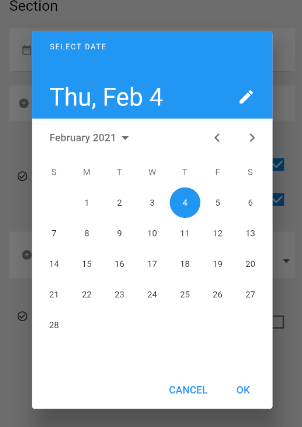 Section
SELECT DATE
Thu, Feb 4
February 2021
S M T W T F S
1 2 3 4 5 6
7 8 9 10 11 12 13
14 15 16 17 18 19 20
21 22 23 24 25 26 27
28
CANCEL OK